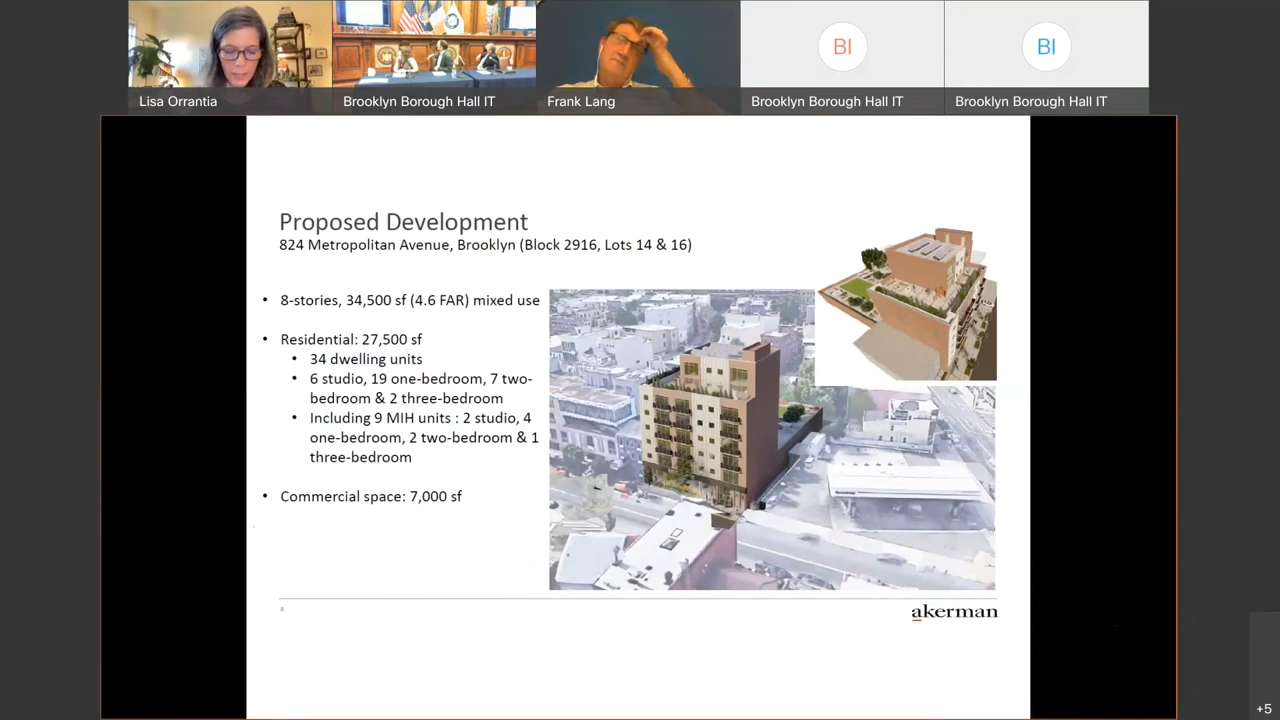 Lisa Orrantia
Brooklyn Borough Hall IT
Frank Lang
BI
Brooklyn Borough Hall IT
BI
Brooklyn Borough Hall IT
Proposed Development
824 Metropolitan Avenue, Brooklyn (Block 2916, Lots 14 & 16)
• 8-stories, 34,500 sf (4.6 FAR) mixed use
• Residential: 27,500 sf
• 34 dwelling units
• 6 studio, 19 one-bedroom, 7 two-
bedroom & 2 three-bedroom
• Including 9 MIH units : 2 studio, 4
one-bedroom, 2 two-bedroom & 1
three-bedroom
• Commercial space: 7,000 sf
8
akerman
+5